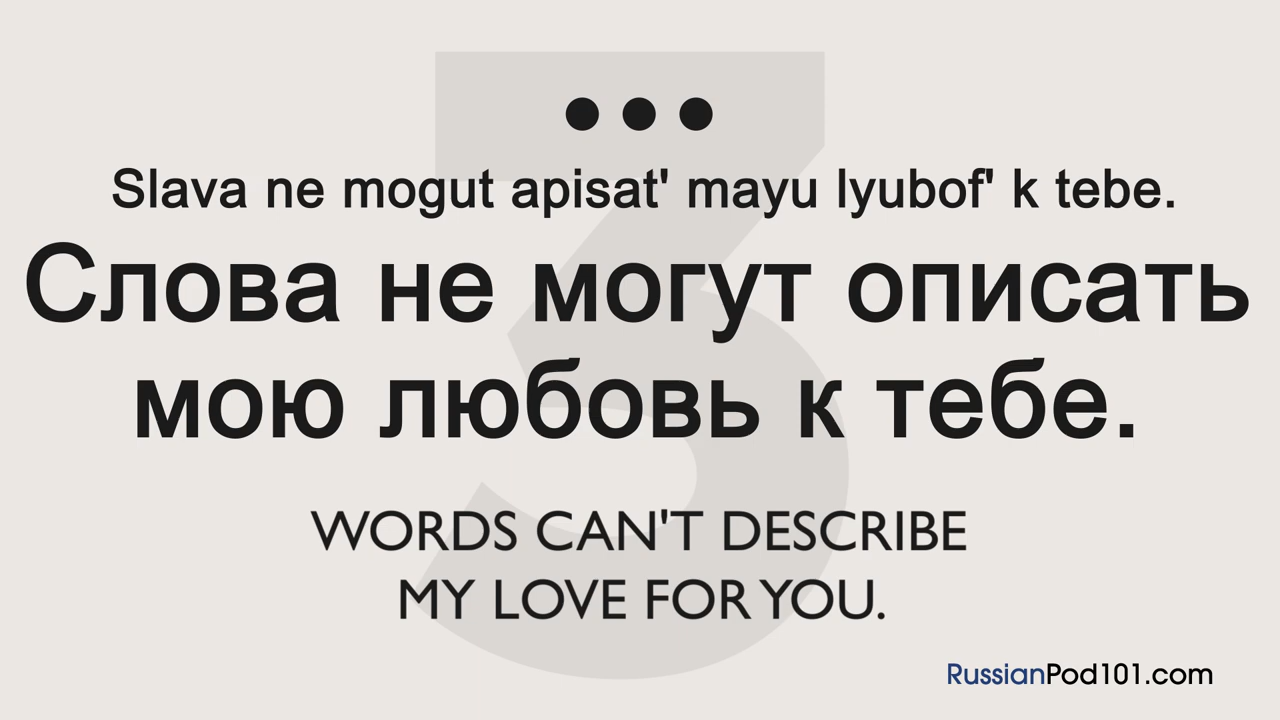 3
Slava ne mogut apisat' mayu lyubof' k tebe.
Слова не могут описать
мою любовь к тебе.
WORDS CAN'T DESCRIBE
MY LOVE FOR YOU.
RussianPod101.com